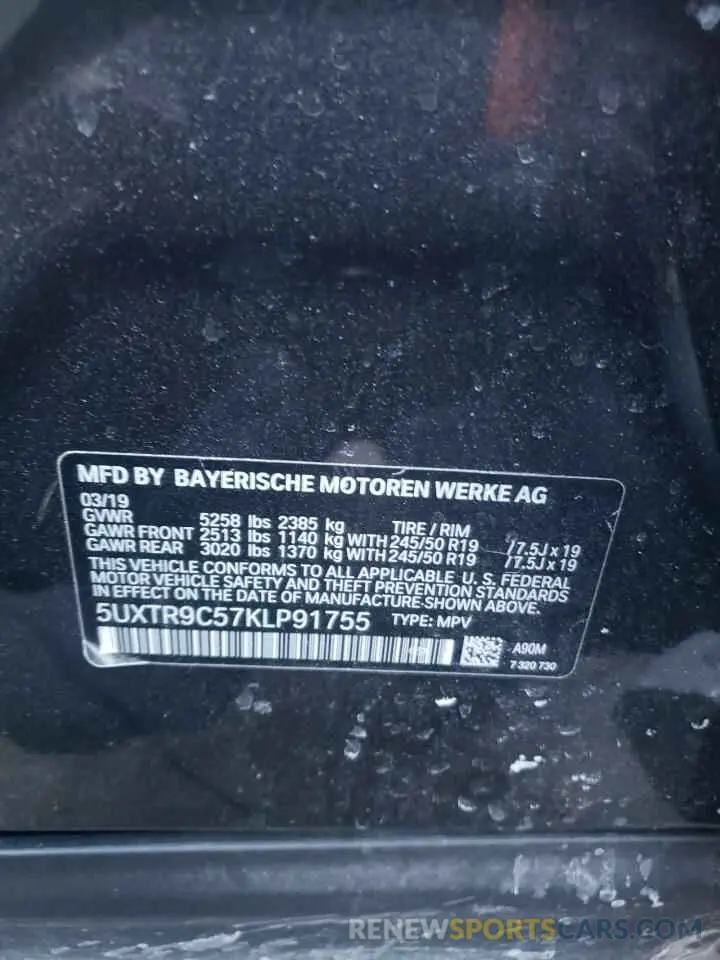 MFD BY BAYERISCHE MOTOREN WERKE AG
03/19
GVWR 5258 lbs 2385 kg TIRE / RIM
GAWR FRONT 2513 lbs 1140 kg WITH 245/50 R19 / 7.5J x 19
GAWR REAR 3020 lbs 1370 kg WITH 245/50 R19 / 7.5J x 19
THIS VEHICLE CONFORMS TO ALL APPLICABLE U. S. FEDERAL
MOTOR VEHICLE SAFETY AND THEFT PREVENTION STANDARDS
IN EFFECT ON THE DATE OF MANUFACTURE SHOWN ABOVE.
5UXTR9C57KLP91755 TYPE: MPV
A90M
7 320 730
RENEWSPORTSCARS.COM